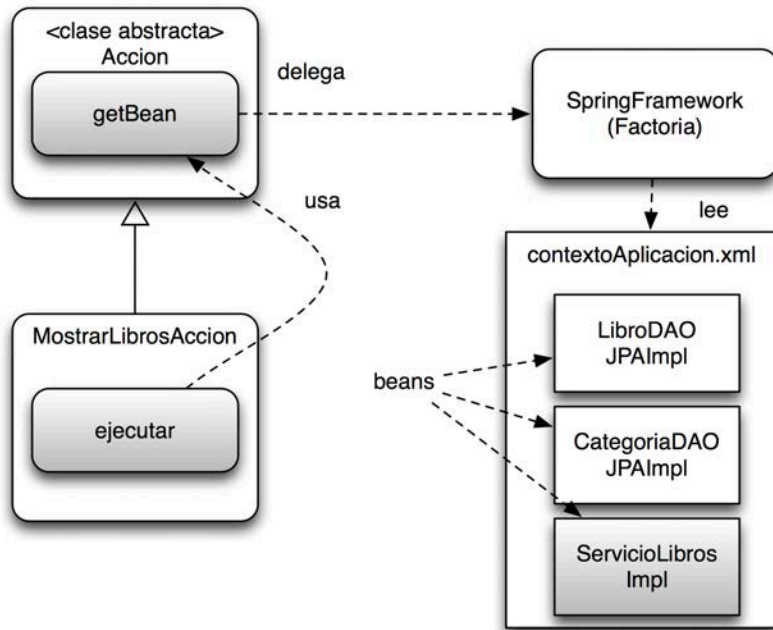 <clase abstracta>
Accion
getBean
delega
SpringFramework
(Factoria)
usa
lee
MostrarLibrosAccion
ejecutar
contextoAplicacion.xml
LibroDAO
JPAImpl
beans
CategoriaDAO
JPAImpl
ServicioLibros
Impl